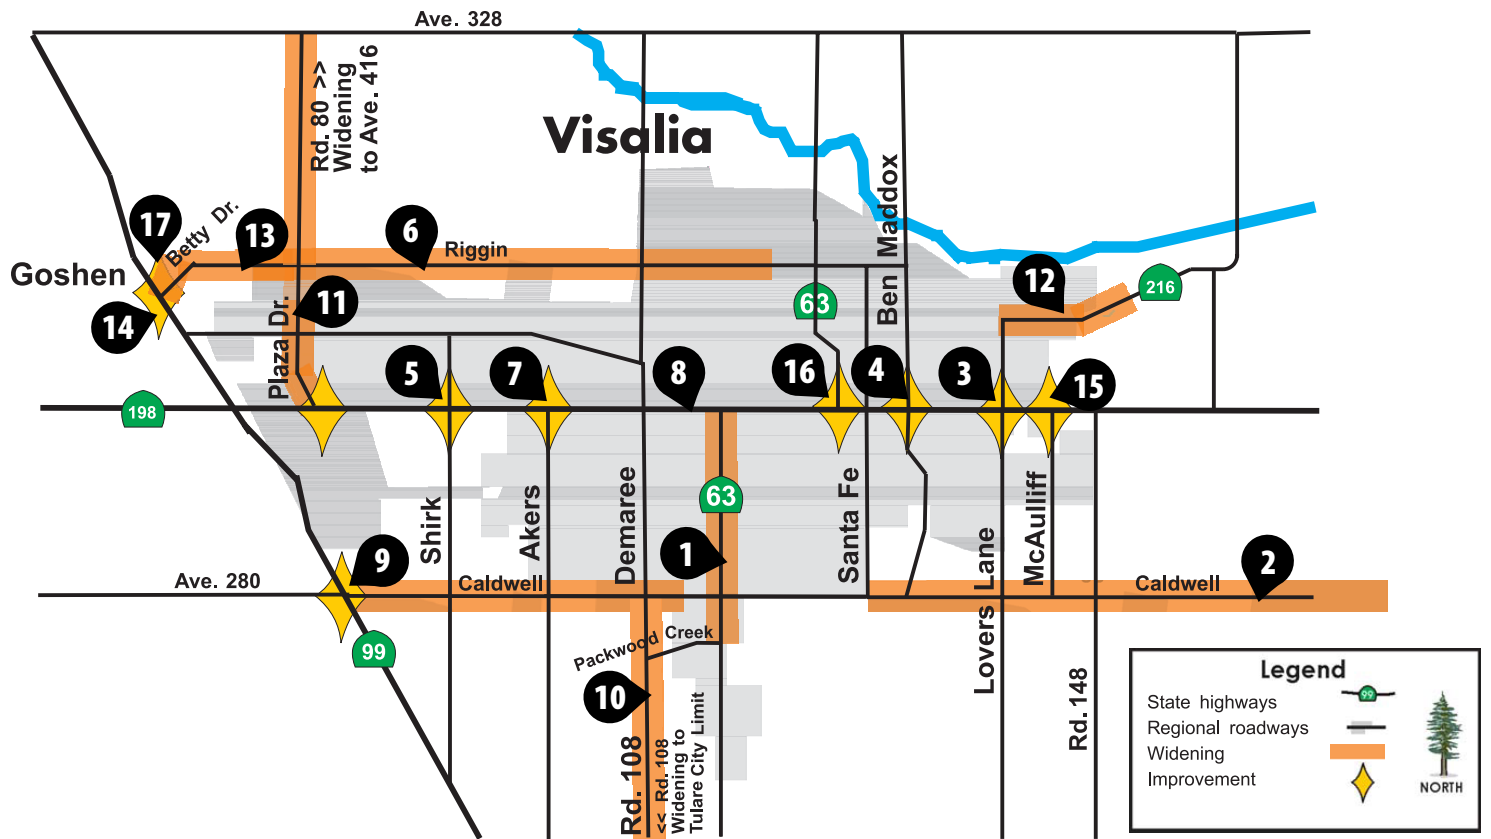 Ave. 328
Rd. 80 >>
Widening
to Ave. 416
Visalia
Ben Maddox
17
Betty Dr.
13
6
Riggin
Goshen
14
Plaza Dr.
11
63
12
216
5
7
8
16
4
3
15
198
Shirk
Akers
Demaree
63
Santa Fe
Lovers Lane
McAulliff
1
9
2
Ave. 280
Caldwell
Caldwell
99
Packwood Creek
10
Rd. 108
<< Rd. 108
Widening to
Tulare City Limit
Rd. 148
Legend
State highways
99
Regional roadways
Widening
Improvement
NORTH